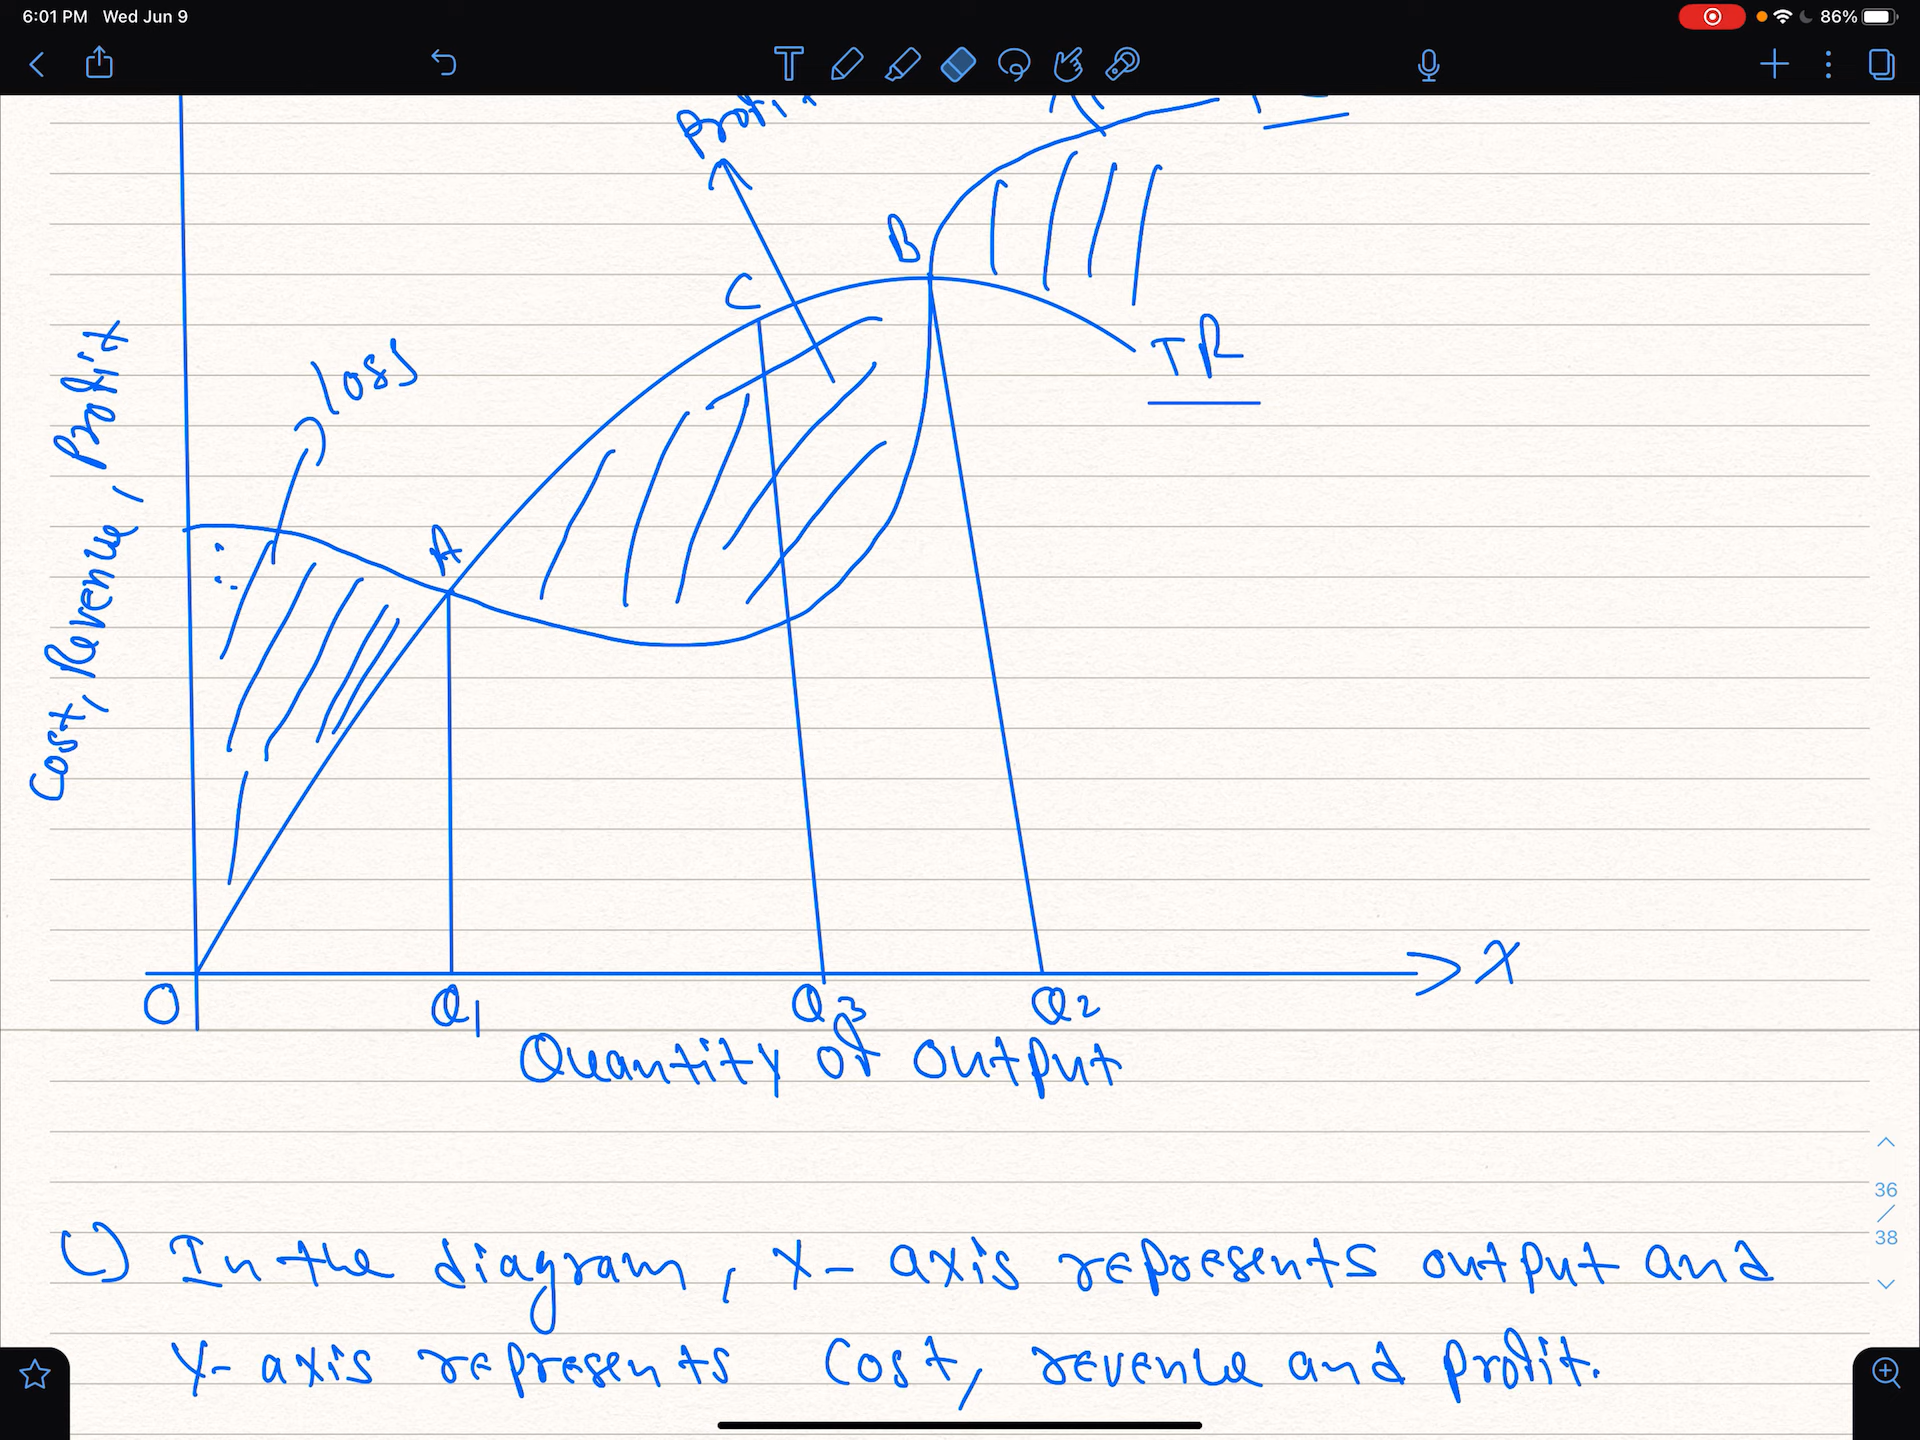 6:01 PM Wed Jun 9
86%
T
B
C
TR
loss
Cost, Revenue, Profit
A
X
O
Q1
Q3
Q2
Quantity of output
36
38
(i) In the diagram, X- axis represents output and
Y- axis represents Cost, revenue and profit.